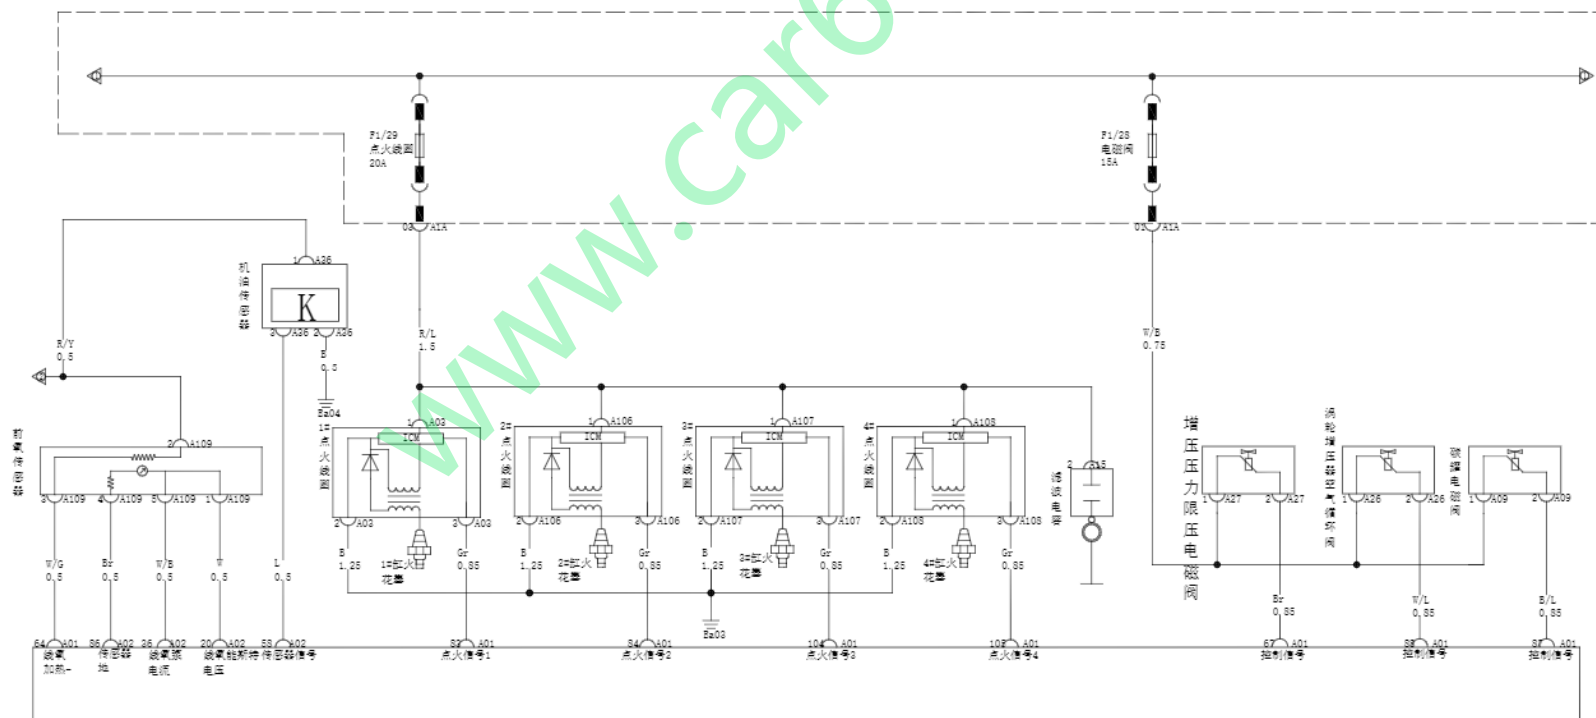 www.car6
F1/29
点火线圈
20A
F1/28
电磁阀
15A
03 A1A
A1A
1 A36
机油传感器
K
3 A36 2 A36
R/Y
0.5
B
0.5
Ea04
R/L
1.5
W/B
0.75
前氧传感器
2 A109
3 A109 4 A109 5 A109 1 A109
1#点火线圈
1 A03
ICM
2 A03 3 A03
2#点火线圈
1 A106
ICM
2 A106 3 A106
3#点火线圈
1 A107
ICM
2 A107 3 A107
4#点火线圈
1 A108
ICM
2 A108 3 A108
2 A15
滤波电容
增压压力限压电磁阀
1 A27 2 A27
涡轮增压器空气循环阀
1 A26 2 A26
碳罐电磁阀
1 A09 2 A09
W/G
0.5
Br
0.5
W/B
0.5
W
0.5
L
0.5
B
1.25
1#缸火花塞
Gr
0.85
B
1.25
2#缸火花塞
Gr
0.85
B
1.25
3#缸火花塞
Gr
0.85
B
1.25
4#缸火花塞
Gr
0.85
Br
0.85
W/L
0.85
B/L
0.85
Ea03
64 A01
线氧加热-
86 A02
传感器地
36 A02
线氧泵电流
20 A02
线氧能斯特电压
58 A02
传感器信号
A01
点火信号1
84 A01
点火信号2
104 A01
点火信号3
A01
点火信号4
67 A01
控制信号
A01
控制信号
A01
控制信号